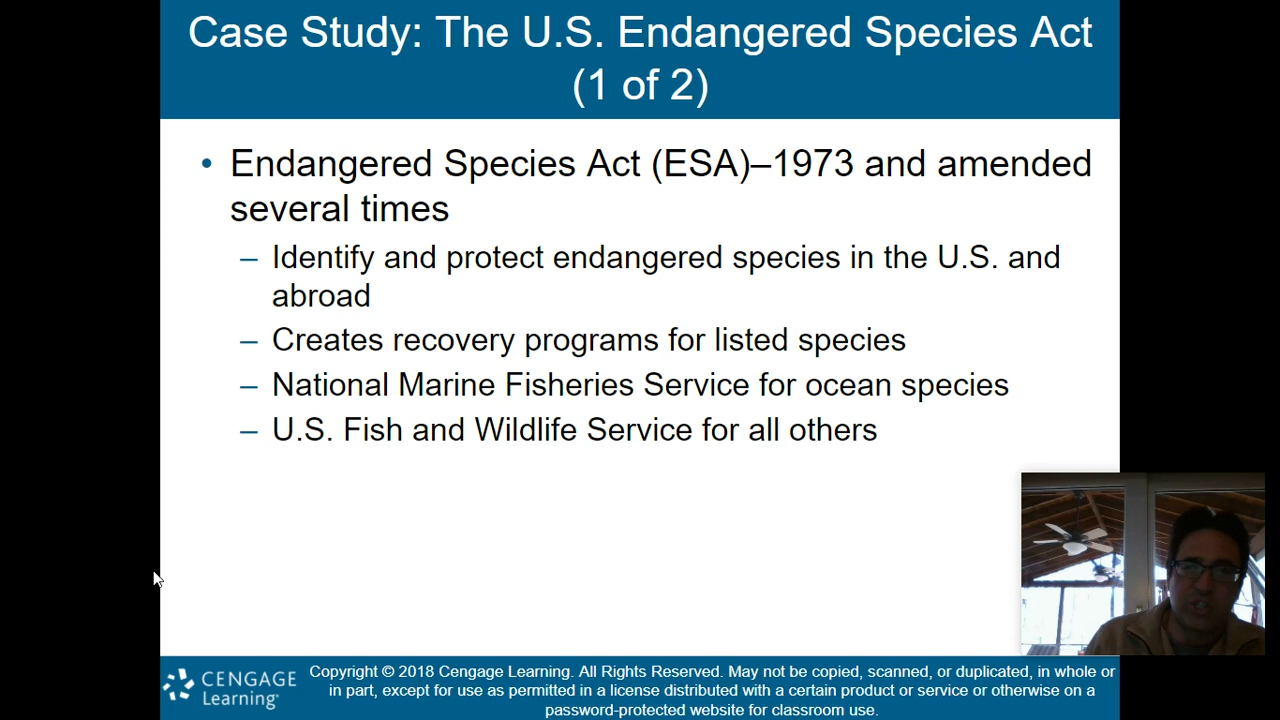 Case Study: The U.S. Endangered Species Act
(1 of 2)
• Endangered Species Act (ESA)–1973 and amended
several times
– Identify and protect endangered species in the U.S. and
abroad
– Creates recovery programs for listed species
– National Marine Fisheries Service for ocean species
– U.S. Fish and Wildlife Service for all others
CENGAGE
Learning
Copyright © 2018 Cengage Learning. All Rights Reserved. May not be copied, scanned, or duplicated, in whole or
in part, except for use as permitted in a license distributed with a certain product or service or otherwise on a
password-protected website for classroom use.